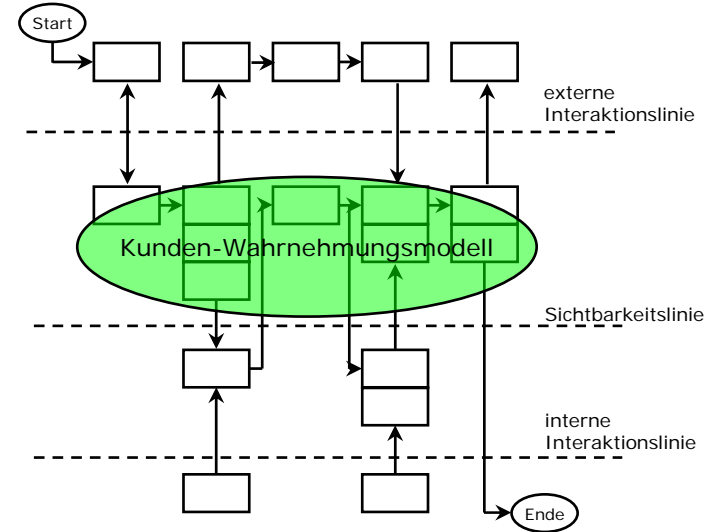 Start
externe
Interaktionslinie
Kunden-Wahrnehmungsmodell
Sichtbarkeitslinie
interne
Interaktionslinie
Ende